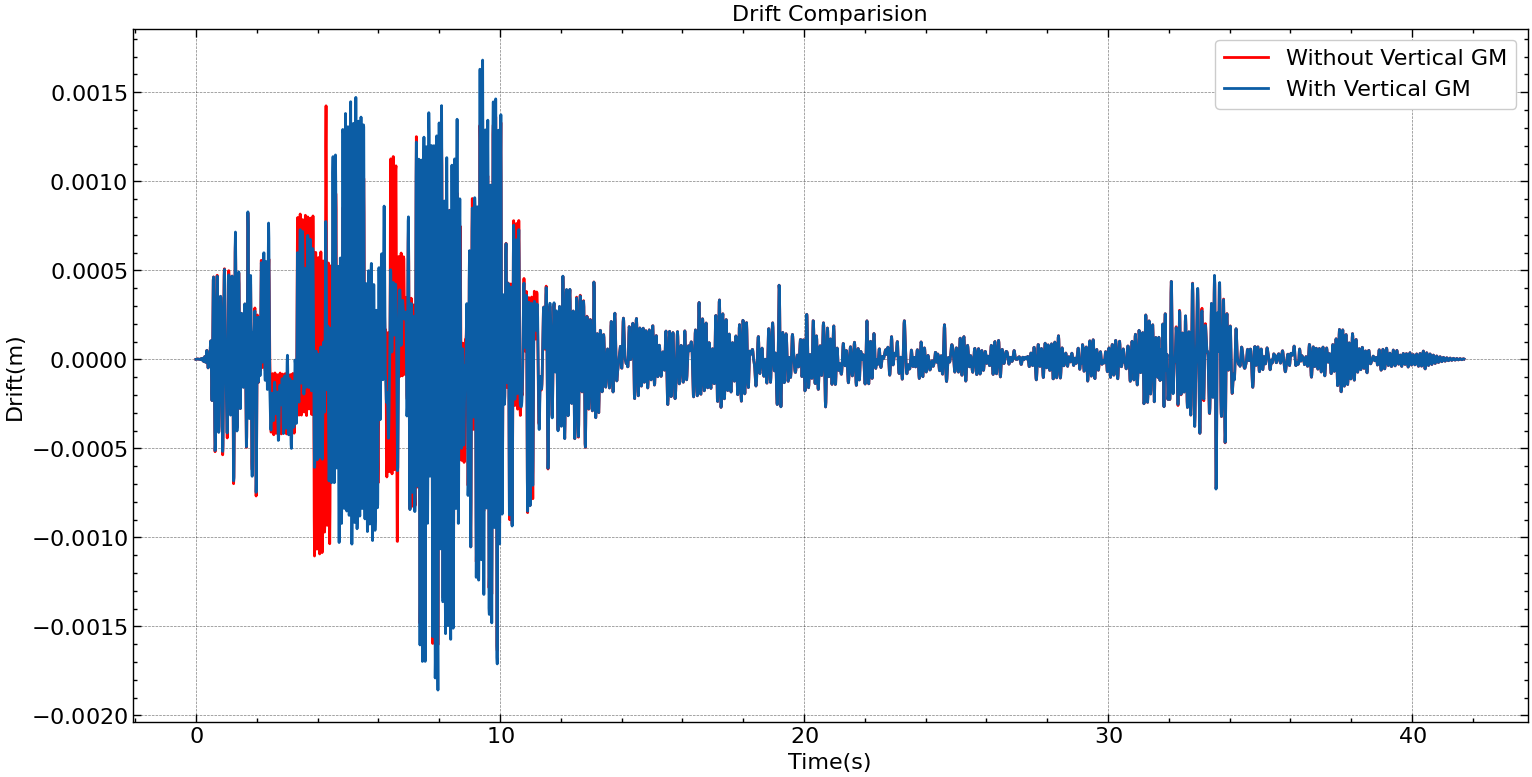 Drift Comparision
Without Vertical GM
With Vertical GM
0.0015
0.0010
0.0005
0.0000
−0.0005
−0.0010
−0.0015
−0.0020
Drift(m)
0 10 20 30 40
Time(s)